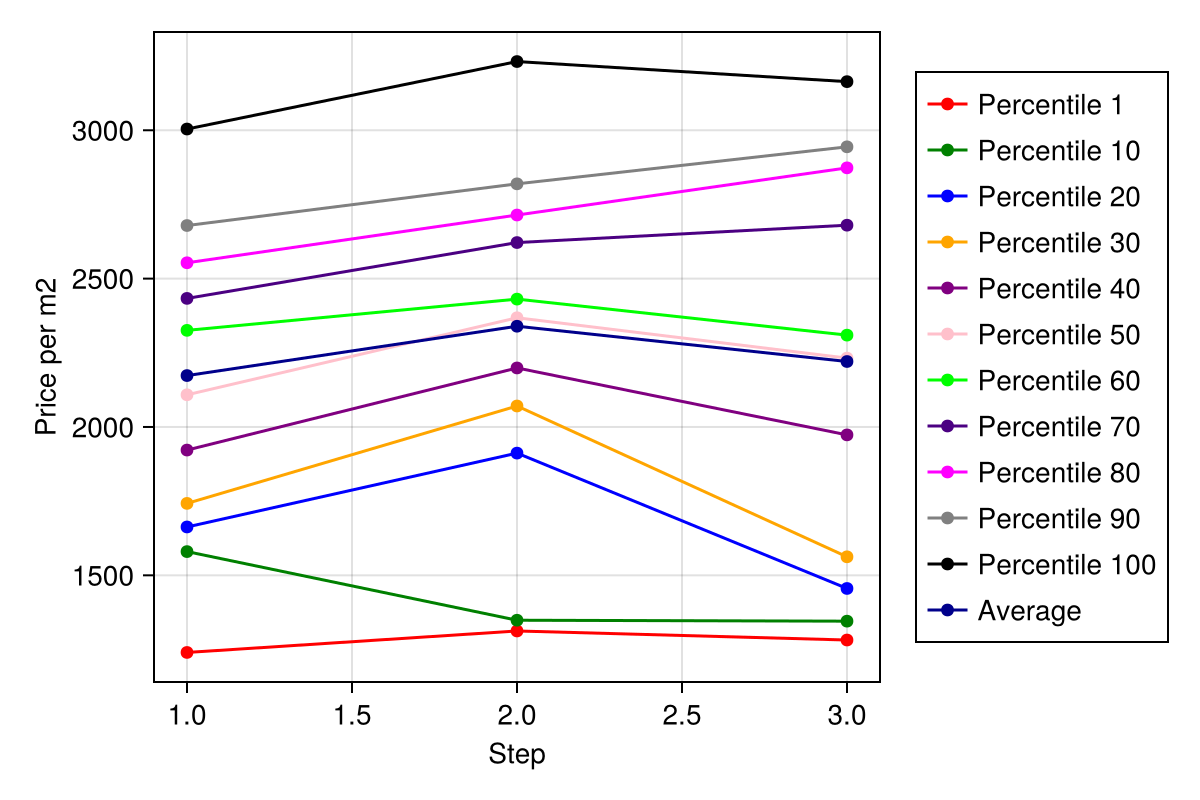 Price per m2
3000
2500
2000
1500
1.0 1.5 2.0 2.5 3.0
Step
Percentile 1
Percentile 10
Percentile 20
Percentile 30
Percentile 40
Percentile 50
Percentile 60
Percentile 70
Percentile 80
Percentile 90
Percentile 100
Average